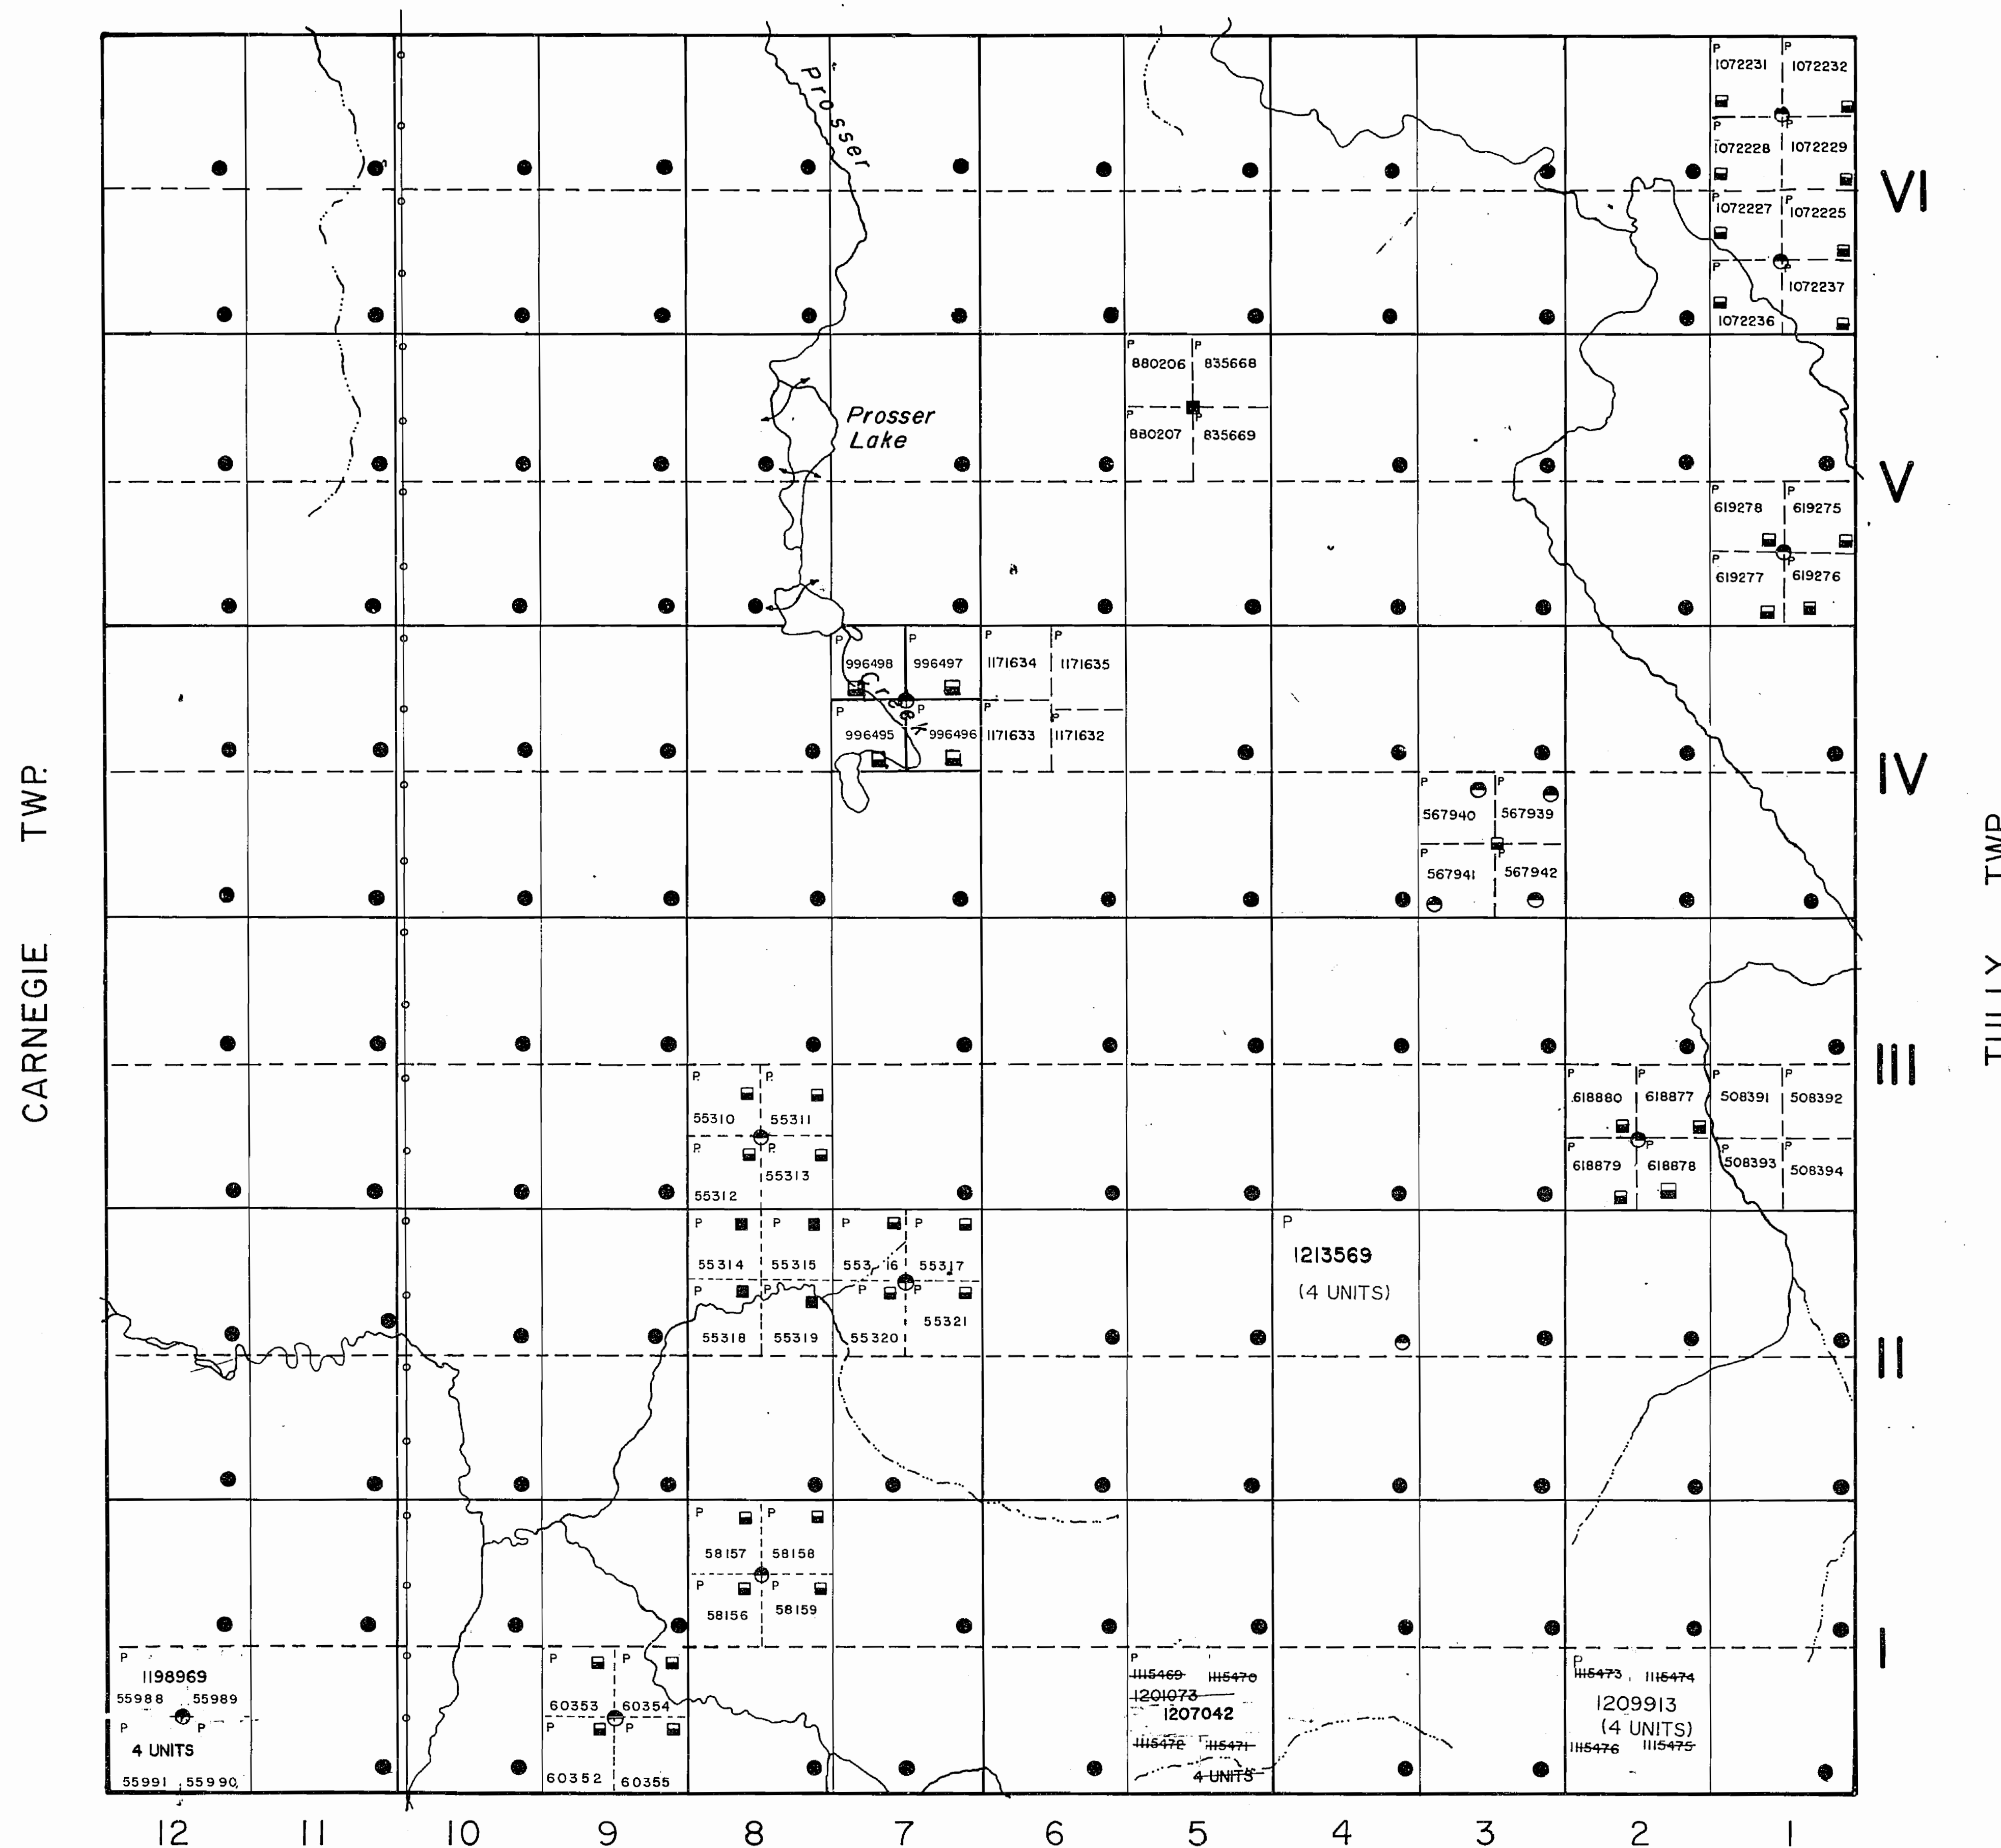 Prosser
P P
1072231 1072232
P P
1072228 1072229
P P
1072227 1072225
P P
1072237
1072236
VI
P P
880206 835668
P P
880207 835669
Prosser
Lake
V
P P
619278 619275
P P
619277 619276
P P P P
996498 996497 1171634 1171635
Creek
P P P P
996495 996496 1171633 1171632
CARNEGIE TWP.
TULLY TWP.
IV
P P
567940 567939
P P
567941 567942
III
P P
55310 55311
P P
55312 55313
P P P P
618880 618877 508391 508392
P P P P
618879 618878 508393 508394
P P P P
55314 55315 55316 55317
P P P P
55318 55319 55320 55321
P
1213569
(4 UNITS)
II
P P
58157 58158
P P
58156 58159
I
P
1198969
55988 55989
P P
4 UNITS
55991 55990
P P
60353 60354
P P
60352 60355
P
1115469 1115470
1201073
1207042
1115472 1115471
4 UNITS
P
1115473 1115474
1209913
(4 UNITS)
1115476 1115475
12 11 10 9 8 7 6 5 4 3 2 1